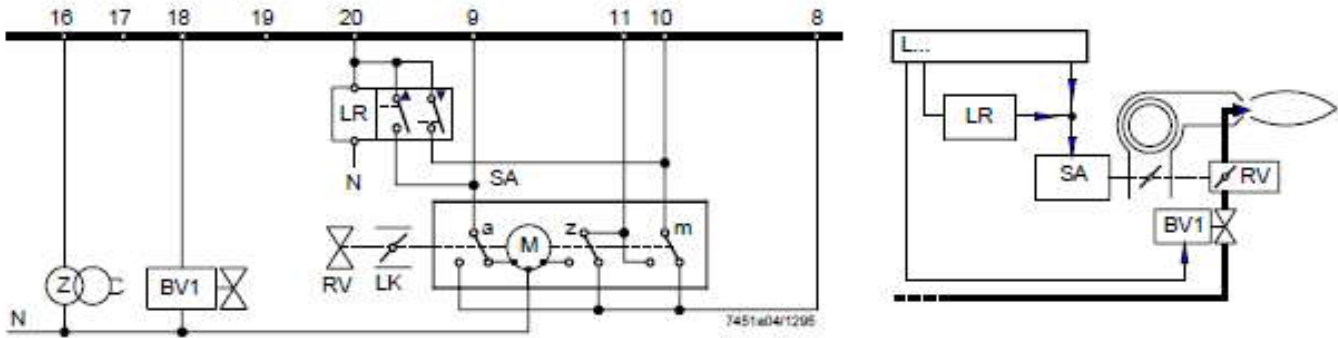 16 17 18 19 20 9 11 10 8
L...
LR
LR
N
SA
SA
RV
BV1
a
M
z
m
Z
BV1
RV
LK
N
7451a04/1295